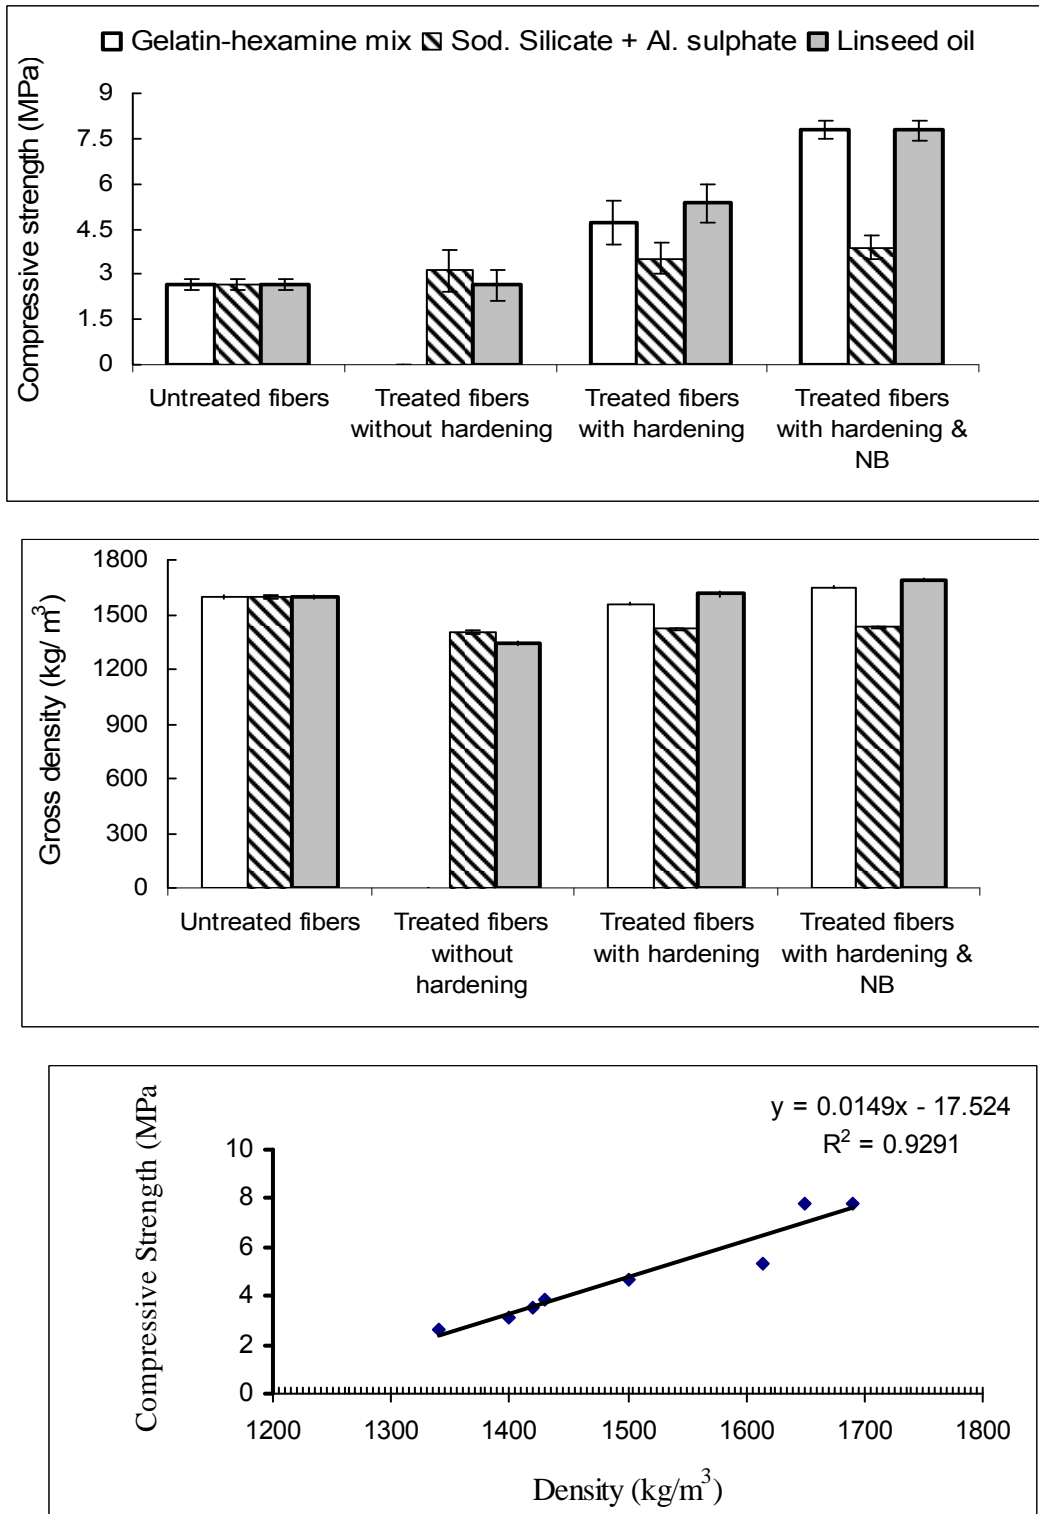 Gelatin-hexamine mix Sod. Silicate + Al. sulphate Linseed oil
Compressive strength (MPa)
9
7.5
6
4.5
3
1.5
0
Untreated fibers Treated fibers Treated fibers Treated fibers
without hardening with hardening with hardening &
NB
Gross density (kg/ m³)
1800
1500
1200
900
600
300
0
Untreated fibers Treated fibers Treated fibers Treated fibers
without with hardening with hardening &
hardening NB
Compressive Strength (MPa
y = 0.0149x - 17.524
R² = 0.9291
10
8
6
4
2
0
1200 1300 1400 1500 1600 1700 1800
Density (kg/m³)